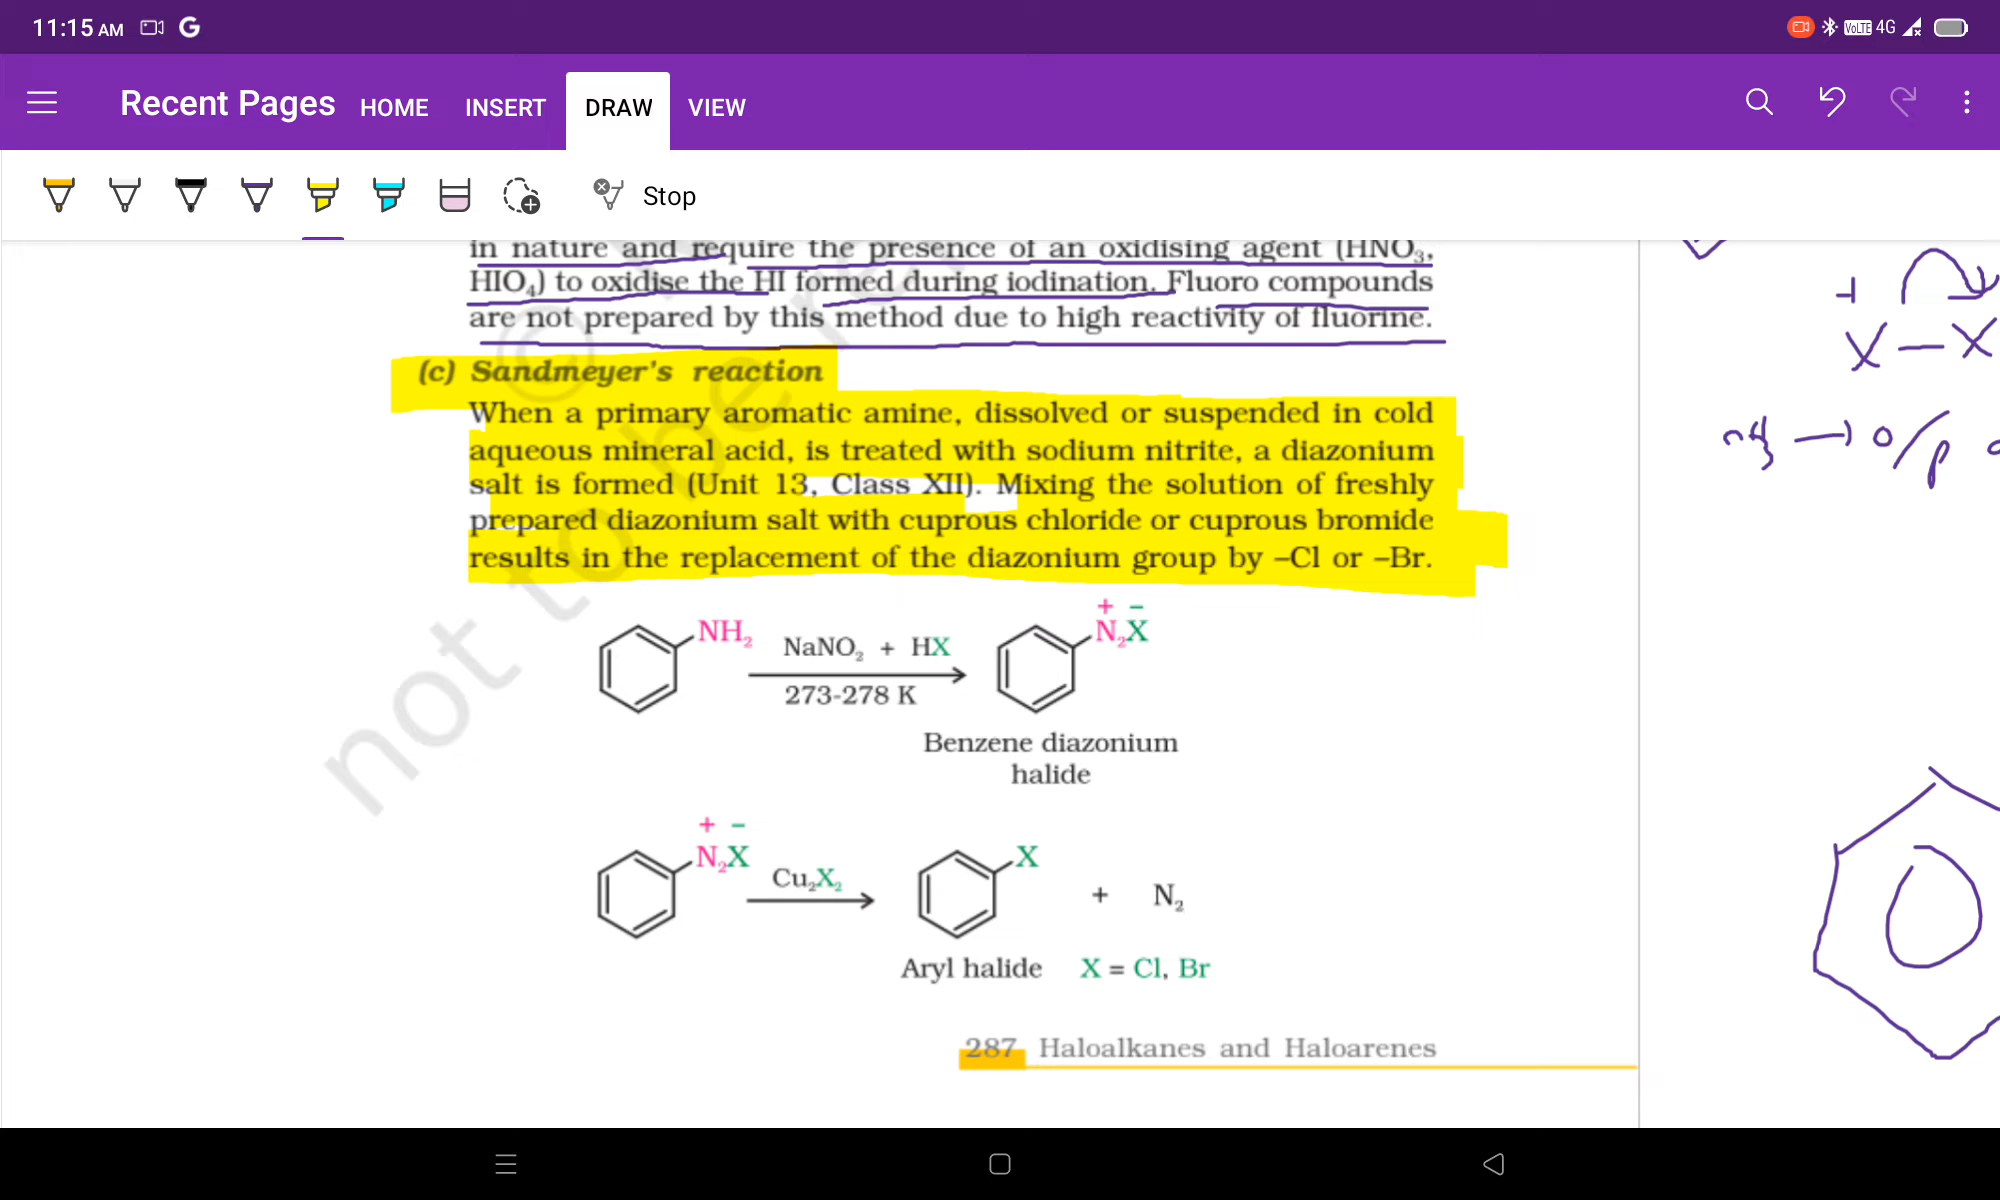 11:15 AM G VoLTE 4G
Recent Pages HOME INSERT DRAW VIEW
Stop
in nature and require the presence of an oxidising agent (HNO₃,
HIO₄) to oxidise the HI formed during iodination. Fluoro compounds
are not prepared by this method due to high reactivity of fluorine.
(c) Sandmeyer's reaction
When a primary aromatic amine, dissolved or suspended in cold
aqueous mineral acid, is treated with sodium nitrite, a diazonium
salt is formed (Unit 13, Class XII). Mixing the solution of freshly
prepared diazonium salt with cuprous chloride or cuprous bromide
results in the replacement of the diazonium group by –Cl or –Br.
+ −
NH₂ NaNO₂ + HX N₂X
273-278 K
Benzene diazonium
halide
+ −
N₂X Cu₂X₂ X + N₂
Aryl halide X = Cl, Br
287 Haloalkanes and Haloarenes
not to be re
©
+
X — X
→ o/p